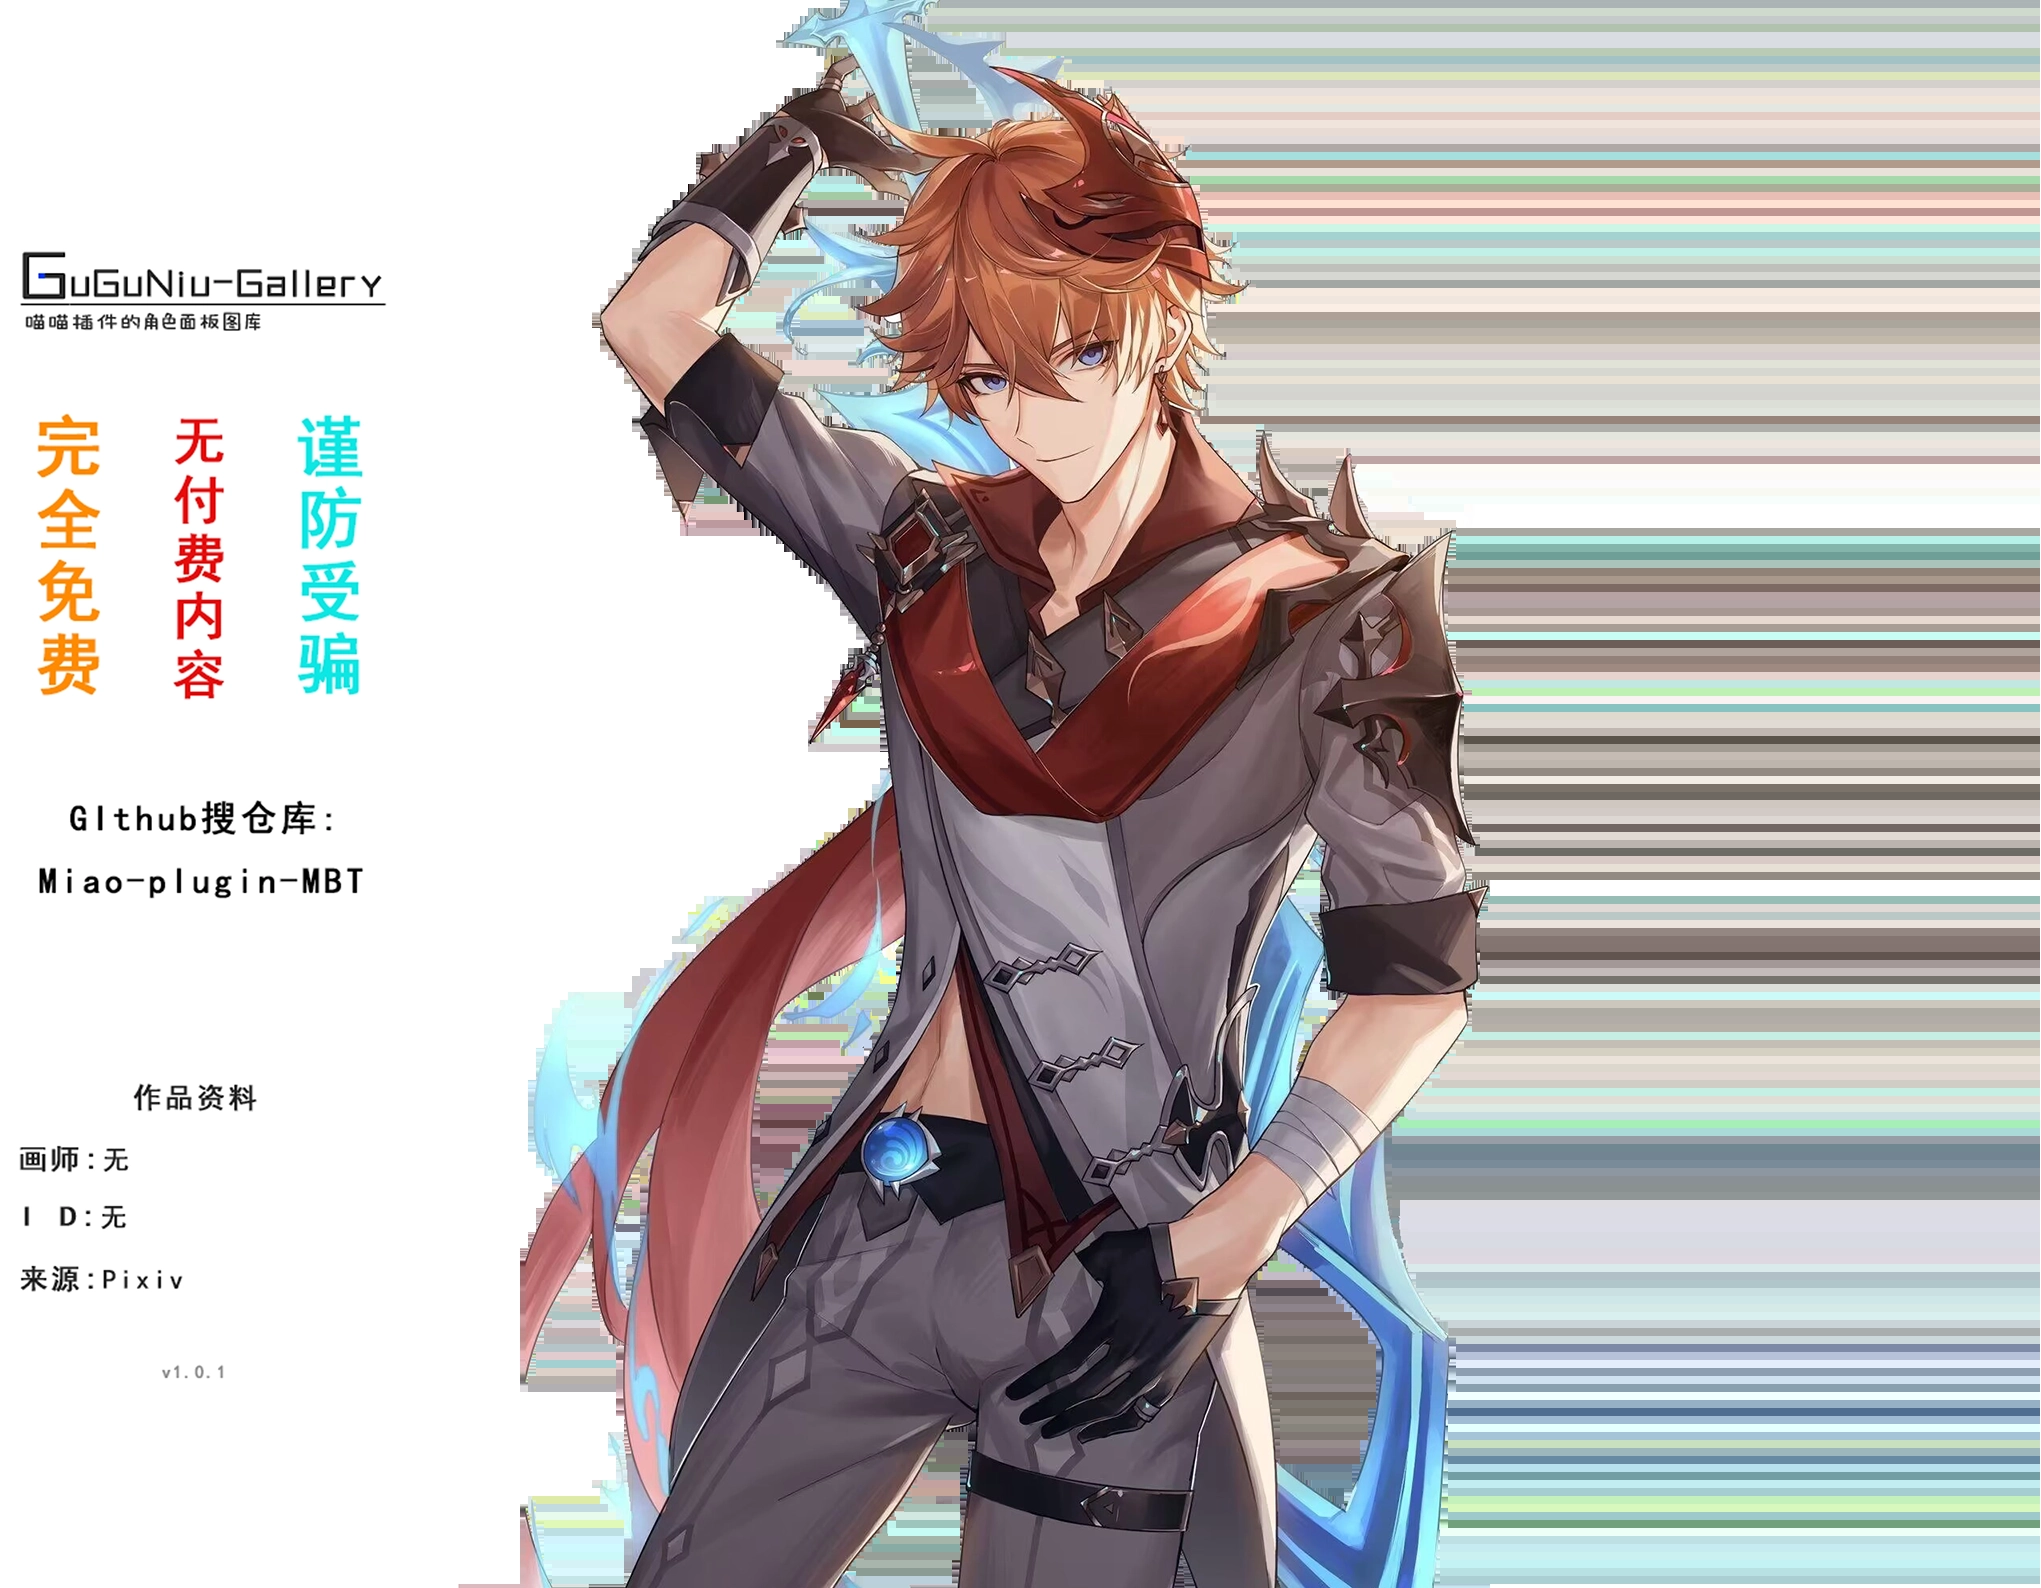 GuGuNiu-Gallery
喵喵插件的角色面板图库
完全免费
无付费内容
谨防受骗
GIthub搜仓库:
Miao-plugin-MBT
作品资料
画师:无
I D:无
来源:Pixiv
v1.0.1